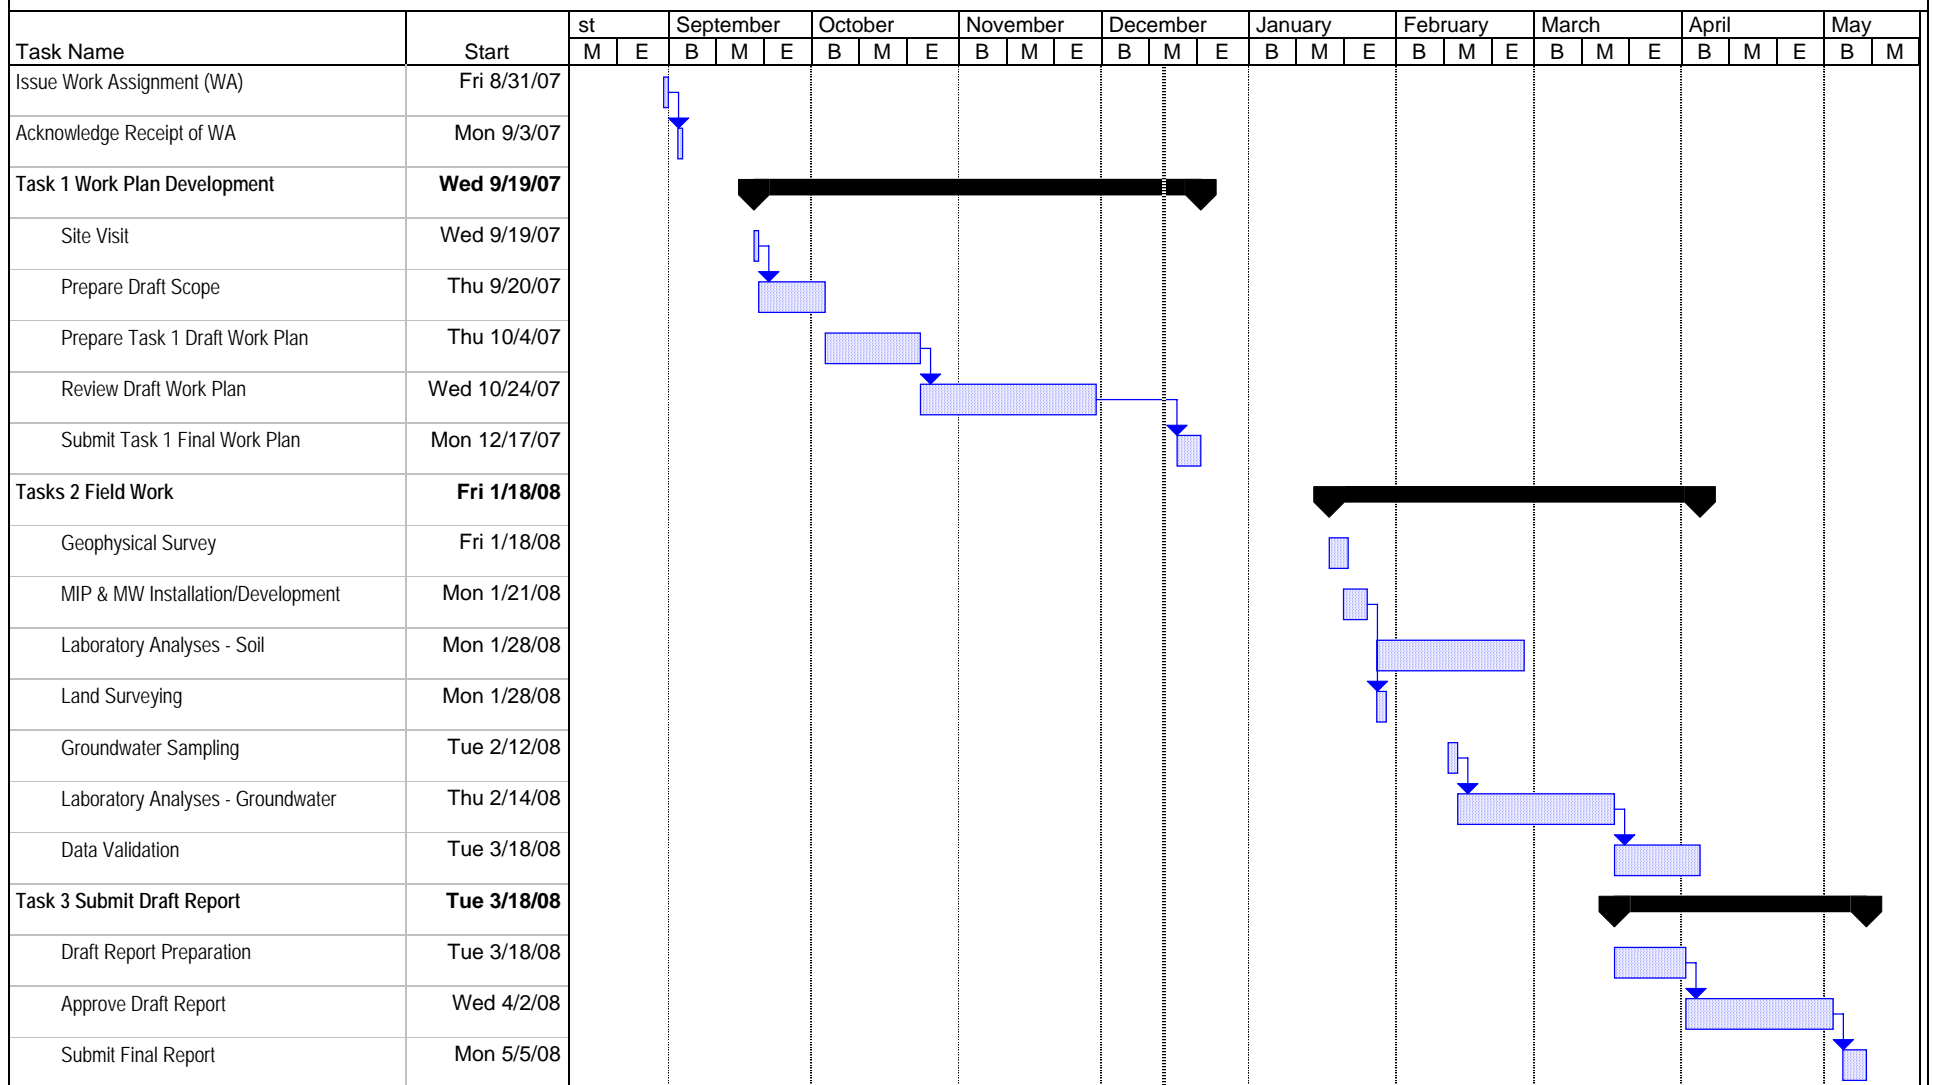 st September October November December January February March April May
Task Name Start M E B M E B M E B M E B M E B M E B M E B M E B M E B M
Issue Work Assignment (WA) Fri 8/31/07
Acknowledge Receipt of WA Mon 9/3/07
Task 1 Work Plan Development Wed 9/19/07
Site Visit Wed 9/19/07
Prepare Draft Scope Thu 9/20/07
Prepare Task 1 Draft Work Plan Thu 10/4/07
Review Draft Work Plan Wed 10/24/07
Submit Task 1 Final Work Plan Mon 12/17/07
Tasks 2 Field Work Fri 1/18/08
Geophysical Survey Fri 1/18/08
MIP & MW Installation/Development Mon 1/21/08
Laboratory Analyses - Soil Mon 1/28/08
Land Surveying Mon 1/28/08
Groundwater Sampling Tue 2/12/08
Laboratory Analyses - Groundwater Thu 2/14/08
Data Validation Tue 3/18/08
Task 3 Submit Draft Report Tue 3/18/08
Draft Report Preparation Tue 3/18/08
Approve Draft Report Wed 4/2/08
Submit Final Report Mon 5/5/08